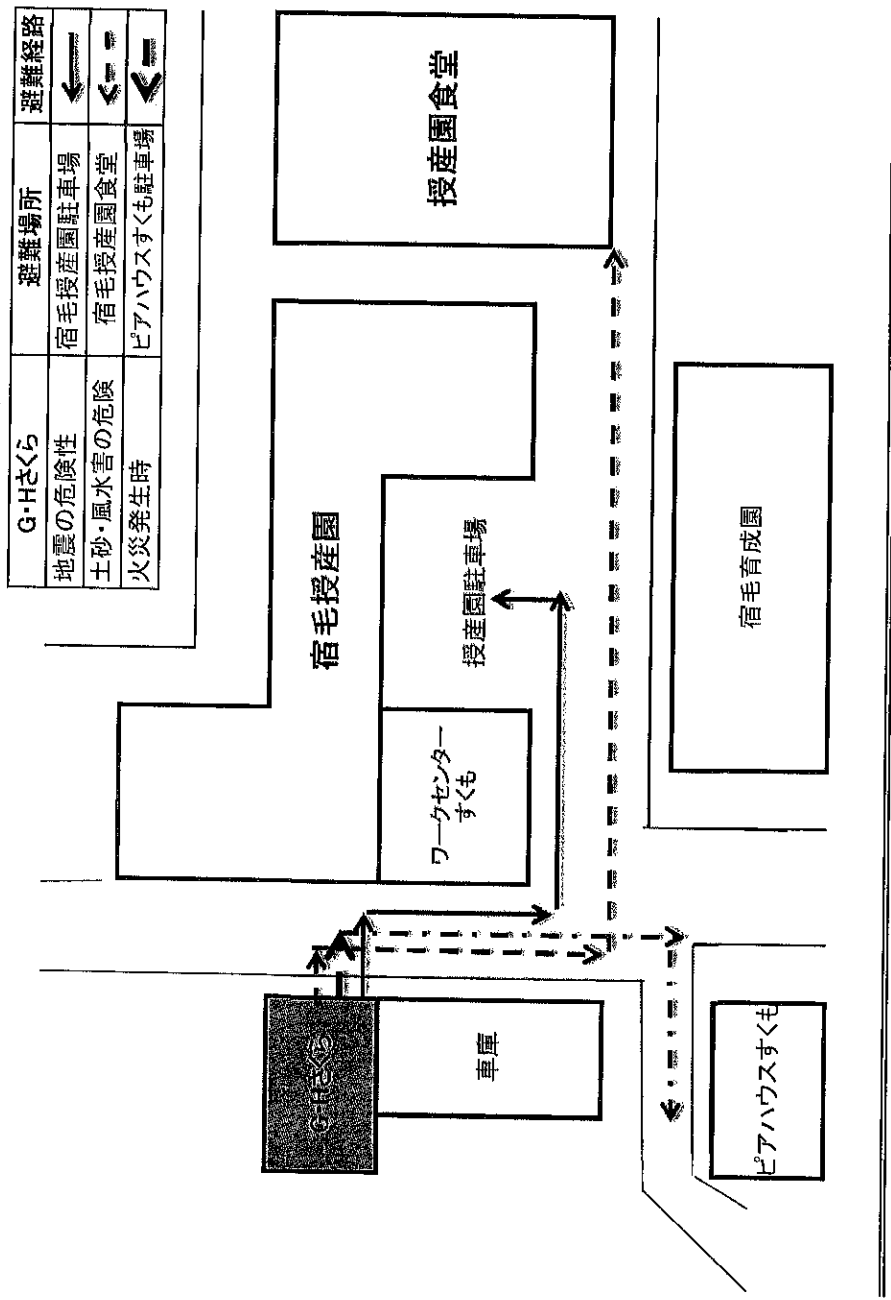 G・Hさくら 避難場所 避難経路
地震の危険性 宿毛授産園駐車場
土砂・風水害の危険 宿毛授産園食堂
火災発生時 ピアハウスすくも駐車場
授産園食堂
宿毛授産園
授産園駐車場
ワークセンター
すくも
G・Hさくら
車庫
宿毛育成園
ピアハウスすくも